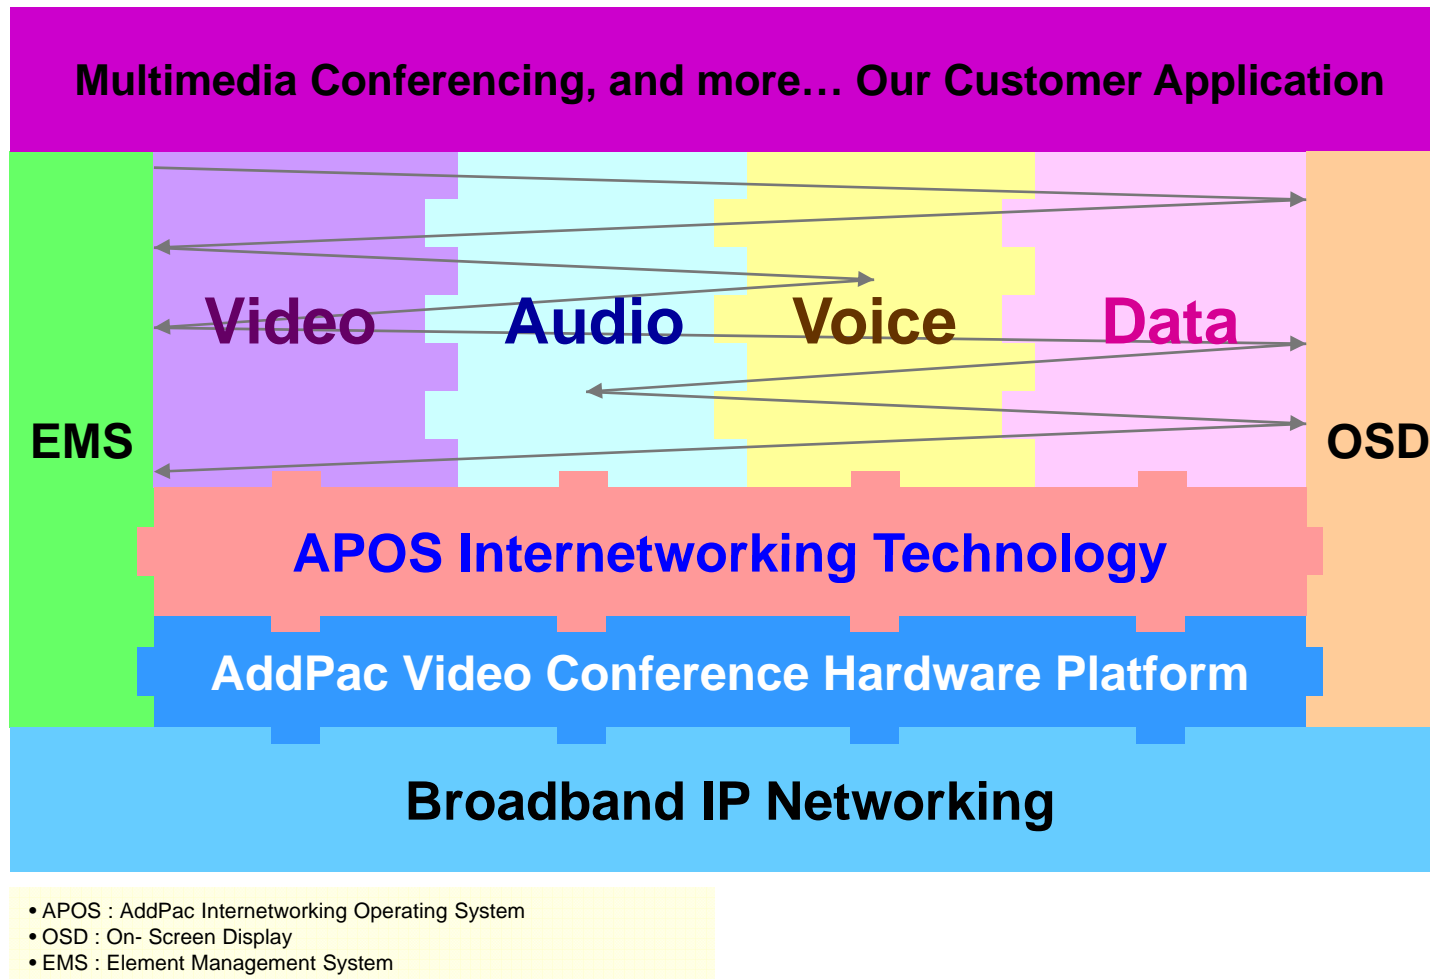 Multimedia Conferencing, and more… Our Customer Application
Video Audio Voice Data
EMS
OSD
APOS Internetworking Technology
AddPac Video Conference Hardware Platform
Broadband IP Networking
• APOS : AddPac Internetworking Operating System
• OSD : On- Screen Display
• EMS : Element Management System